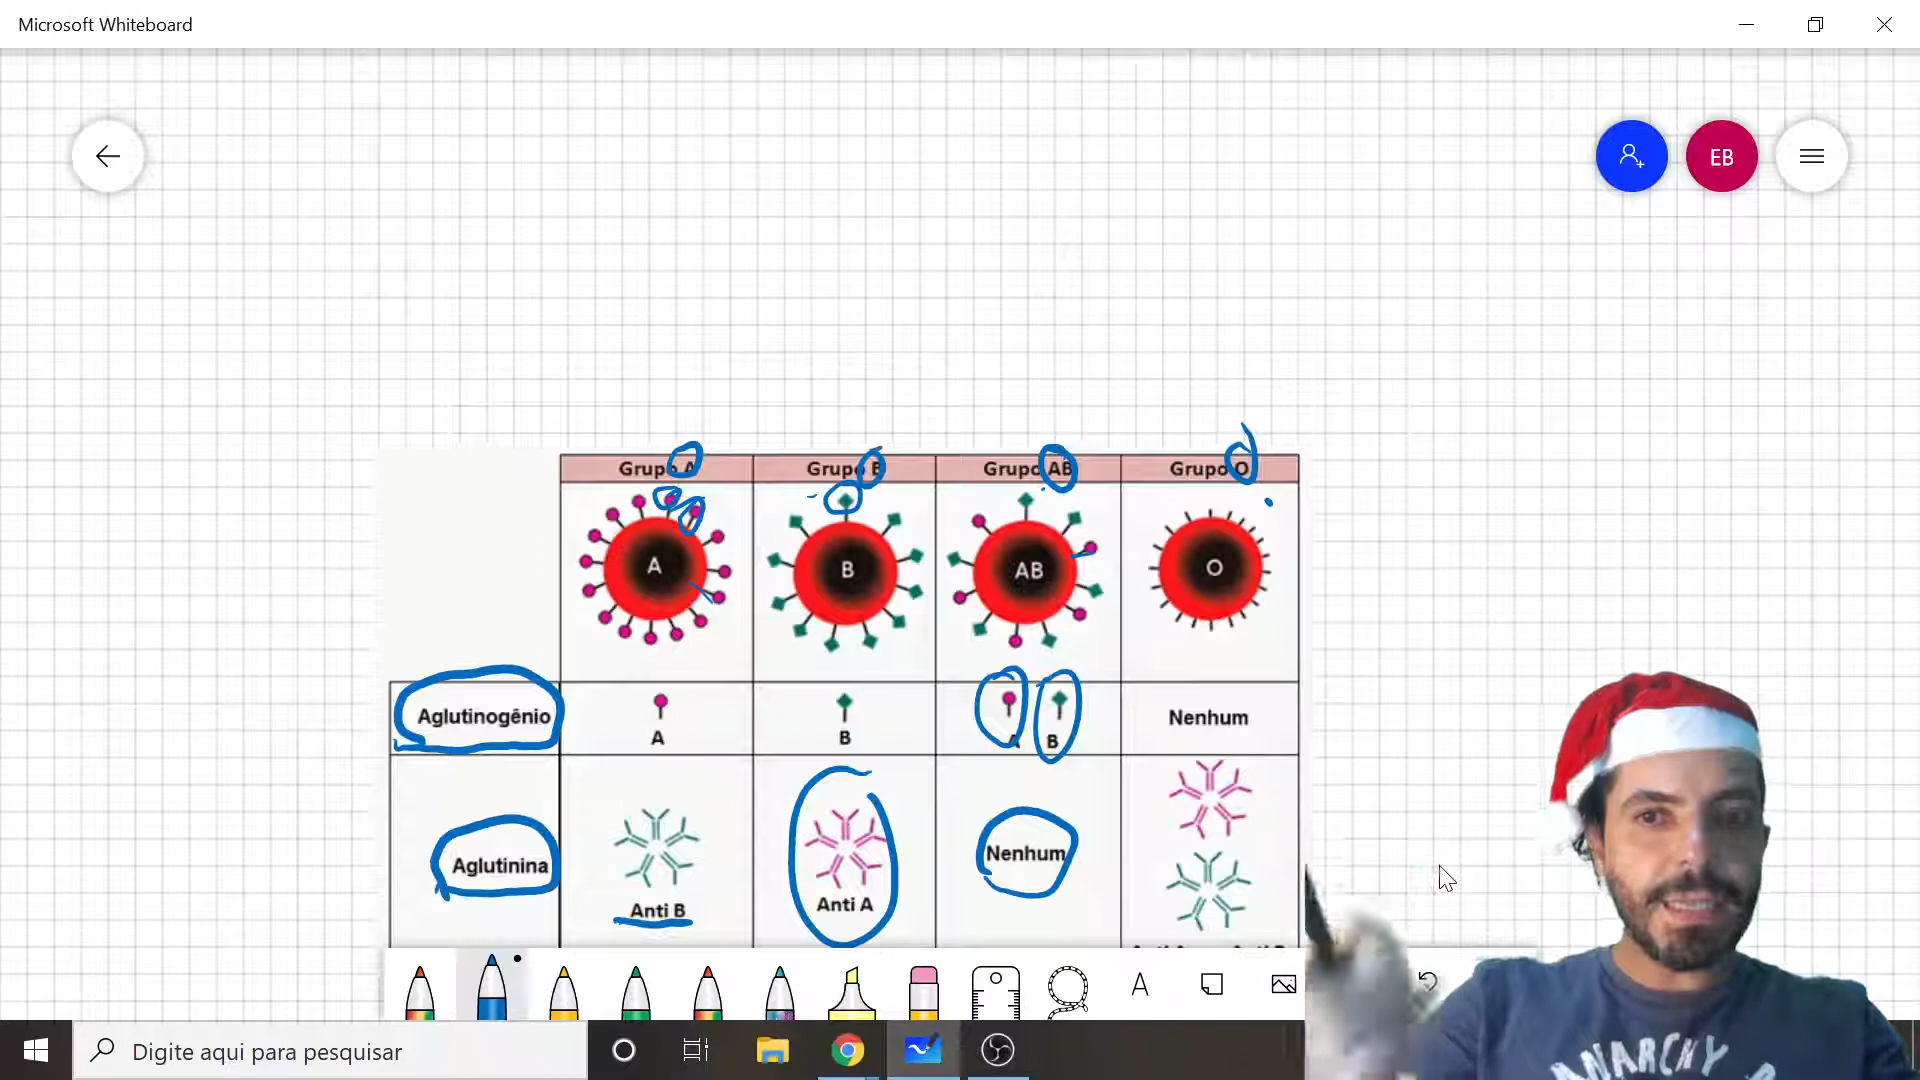 Microsoft Whiteboard
EB
Grupo A
Grupo B
Grupo AB
Grupo O
A
B
AB
O
Aglutinogênio
A
B
A
B
Nenhum
Aglutinina
Anti B
Anti A
Nenhum
A
Digite aqui para pesquisar
ANARCHY